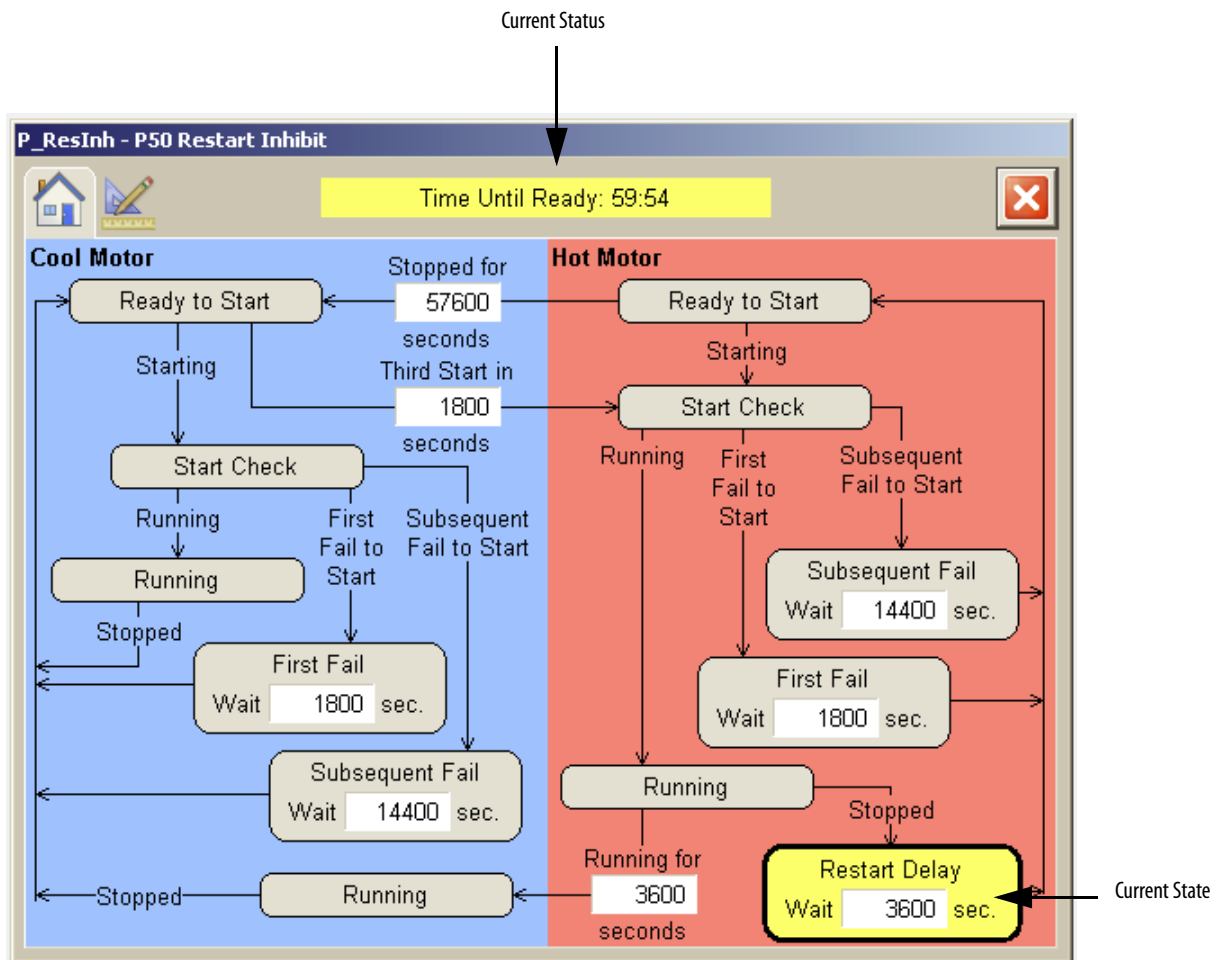 Current Status
P_ResInh - P50 Restart Inhibit
Time Until Ready: 59:54
Cool Motor
Stopped for
57600
seconds
Ready to Start
Starting
Third Start in
1800
seconds
Start Check
Running
First
Fail to
Start
Subsequent
Fail to Start
Running
Stopped
First Fail
Wait 1800 sec.
Subsequent Fail
Wait 14400 sec.
Stopped
Running
Hot Motor
Ready to Start
Starting
Start Check
Running
First
Fail to
Start
Subsequent
Fail to Start
Subsequent Fail
Wait 14400 sec.
First Fail
Wait 1800 sec.
Running
Stopped
Running for
3600
seconds
Restart Delay
Wait 3600 sec.
Current State